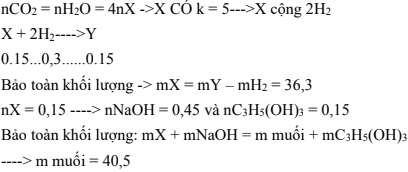 nCO2 = nH2O = 4nX ->X CÓ k = 5--->X cộng 2H2
X + 2H2---->Y
0.15...0,3......0.15
Bảo toàn khối lượng -> mX = mY – mH2 = 36,3
nX = 0,15 ----> nNaOH = 0,45 và nC3H5(OH)3 = 0,15
Bảo toàn khối lượng: mX + mNaOH = m muối + mC3H5(OH)3
----> m muối = 40,5